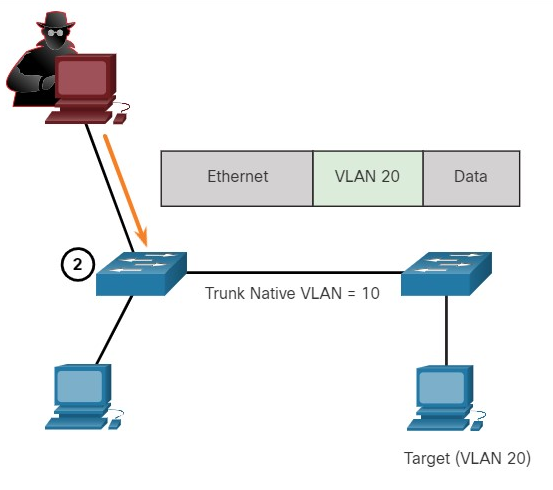 Ethernet
VLAN 20
Data
2
Trunk Native VLAN = 10
Target (VLAN 20)